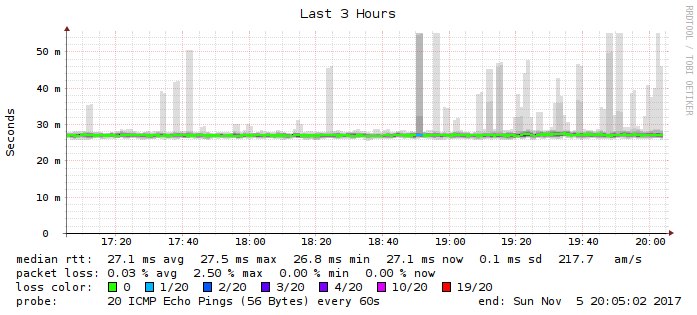 Last 3 Hours
RRDTOOL / TOBI OETIKER
Seconds
50 m
40 m
30 m
20 m
10 m
0
17:20 17:40 18:00 18:20 18:40 19:00 19:20 19:40 20:00
median rtt: 27.1 ms avg 27.5 ms max 26.8 ms min 27.1 ms now 0.1 ms sd 217.7 am/s
packet loss: 0.03 % avg 2.50 % max 0.00 % min 0.00 % now
loss color: 0 1/20 2/20 3/20 4/20 10/20 19/20
probe: 20 ICMP Echo Pings (56 Bytes) every 60s end: Sun Nov 5 20:05:02 2017